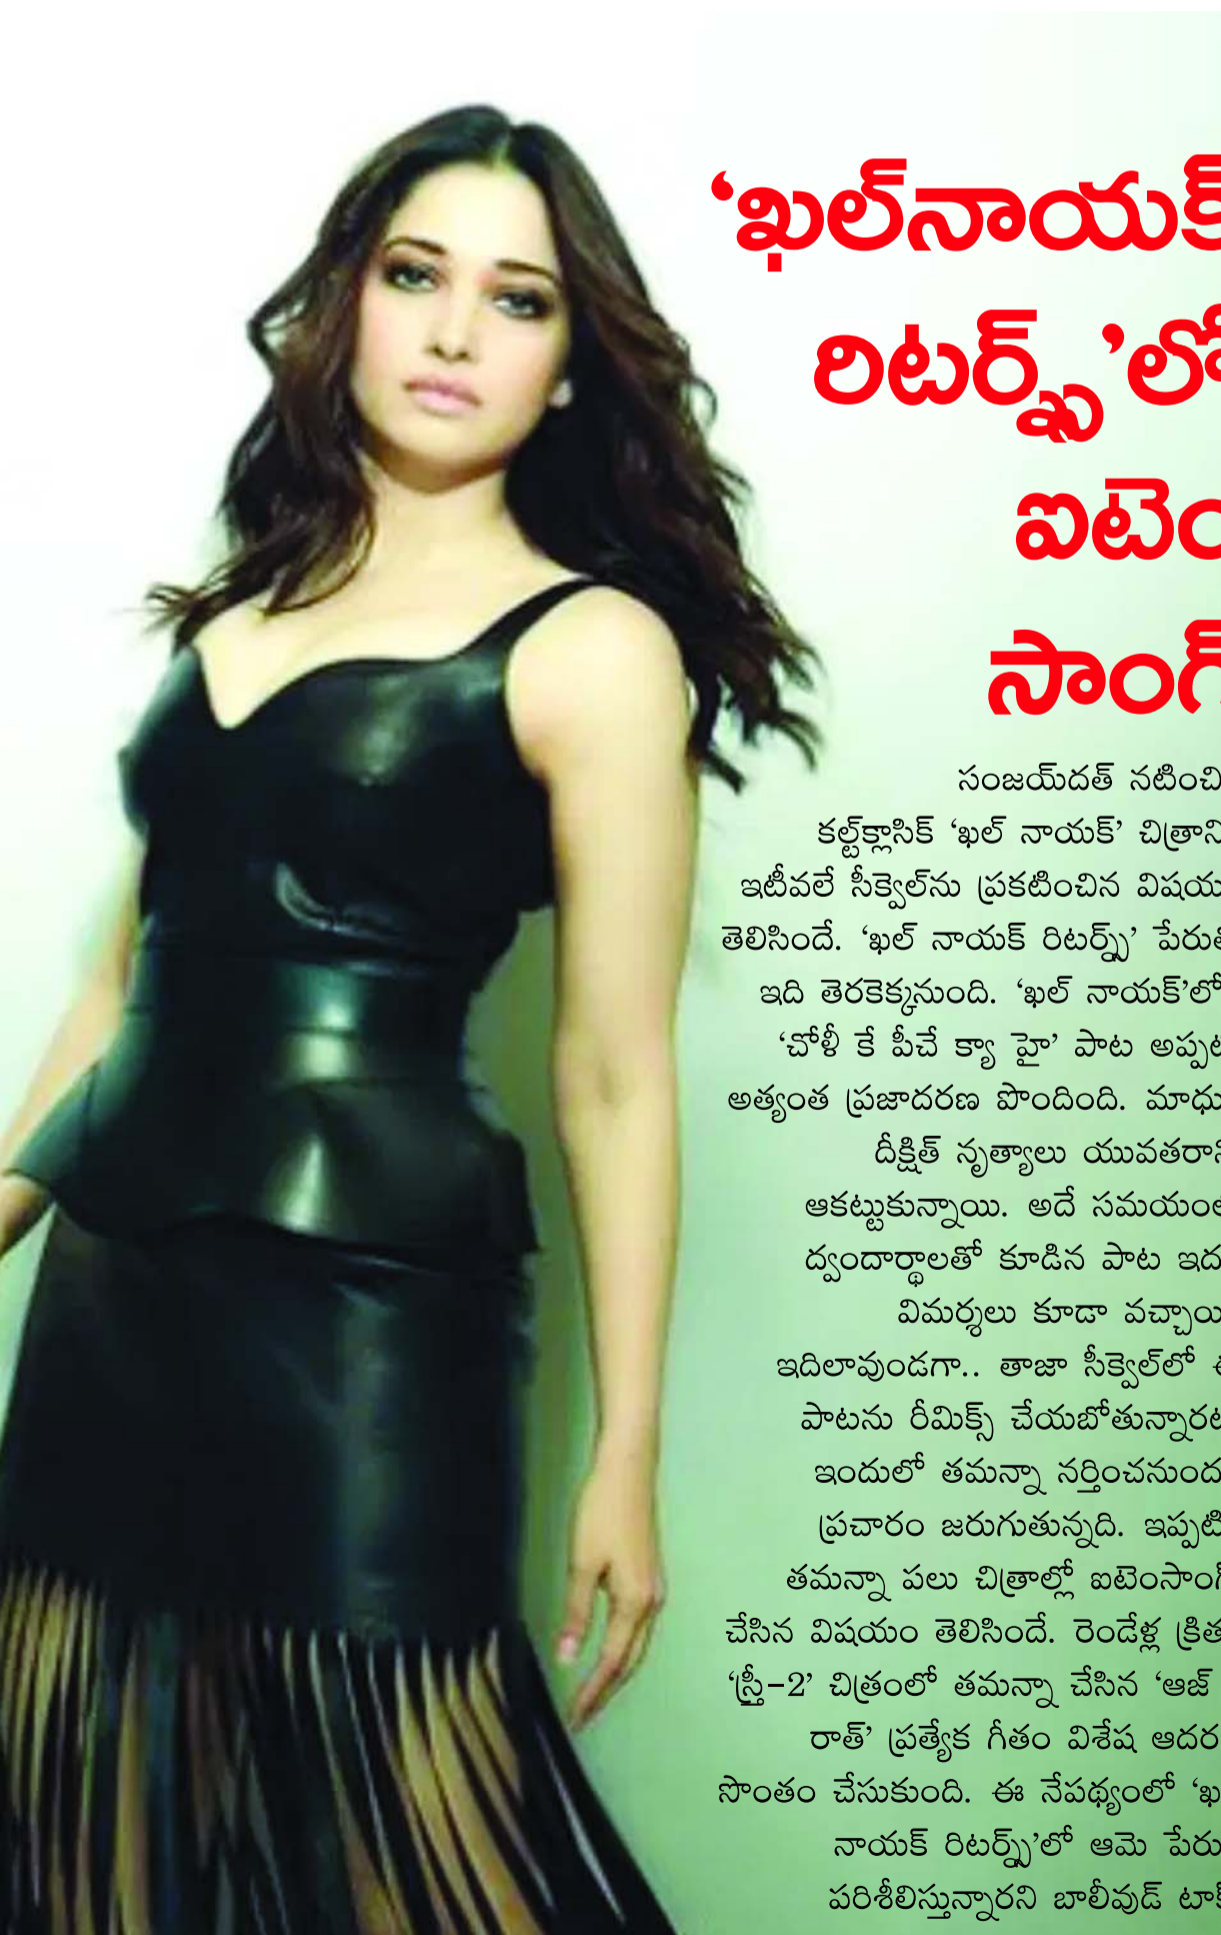 ‘ఖల్‌నాయక్
రిటర్న్స్’లో
ఐటెం
సాంగ్
సంజయ్‌దత్ నటించి
కల్ట్‌క్లాసిక్ ‘ఖల్ నాయక్’ చిత్రాని
ఇటీవలే సీక్వెల్‌ను ప్రకటించిన విషయ
తెలిసిందే. ‘ఖల్ నాయక్ రిటర్న్స్’ పేరుత
ఇది తెరకెక్కనుంది. ‘ఖల్ నాయక్’లో
‘చోళీ కే పీచే క్యా హై’ పాట అప్పట
అత్యంత ప్రజాదరణ పొందింది. మాధు
దీక్షిత్ నృత్యాలు యువతరాన
ఆకట్టుకున్నాయి. అదే సమయంల
ద్వందార్థాలతో కూడిన పాట ఇద
విమర్శలు కూడా వచ్చాయి
ఇదిలావుండగా.. తాజా సీక్వెల్‌లో
పాటను రీమిక్స్ చేయబోతున్నారట
ఇందులో తమన్నా నర్తించనుంద
ప్రచారం జరుగుతున్నది. ఇప్పటి
తమన్నా పలు చిత్రాల్లో ఐటెంసాంగ్
చేసిన విషయం తెలిసిందే. రెండేళ్ల క్రిత
‘స్త్రీ-2’ చిత్రంలో తమన్నా చేసిన ‘ఆజ్
రాత్’ ప్రత్యేక గీతం విశేష ఆదర
సొంతం చేసుకుంది. ఈ నేపథ్యంలో ‘ఖ
నాయక్ రిటర్న్స్’లో ఆమె పేరు
పరిశీలిస్తున్నారని బాలీవుడ్ టాక్